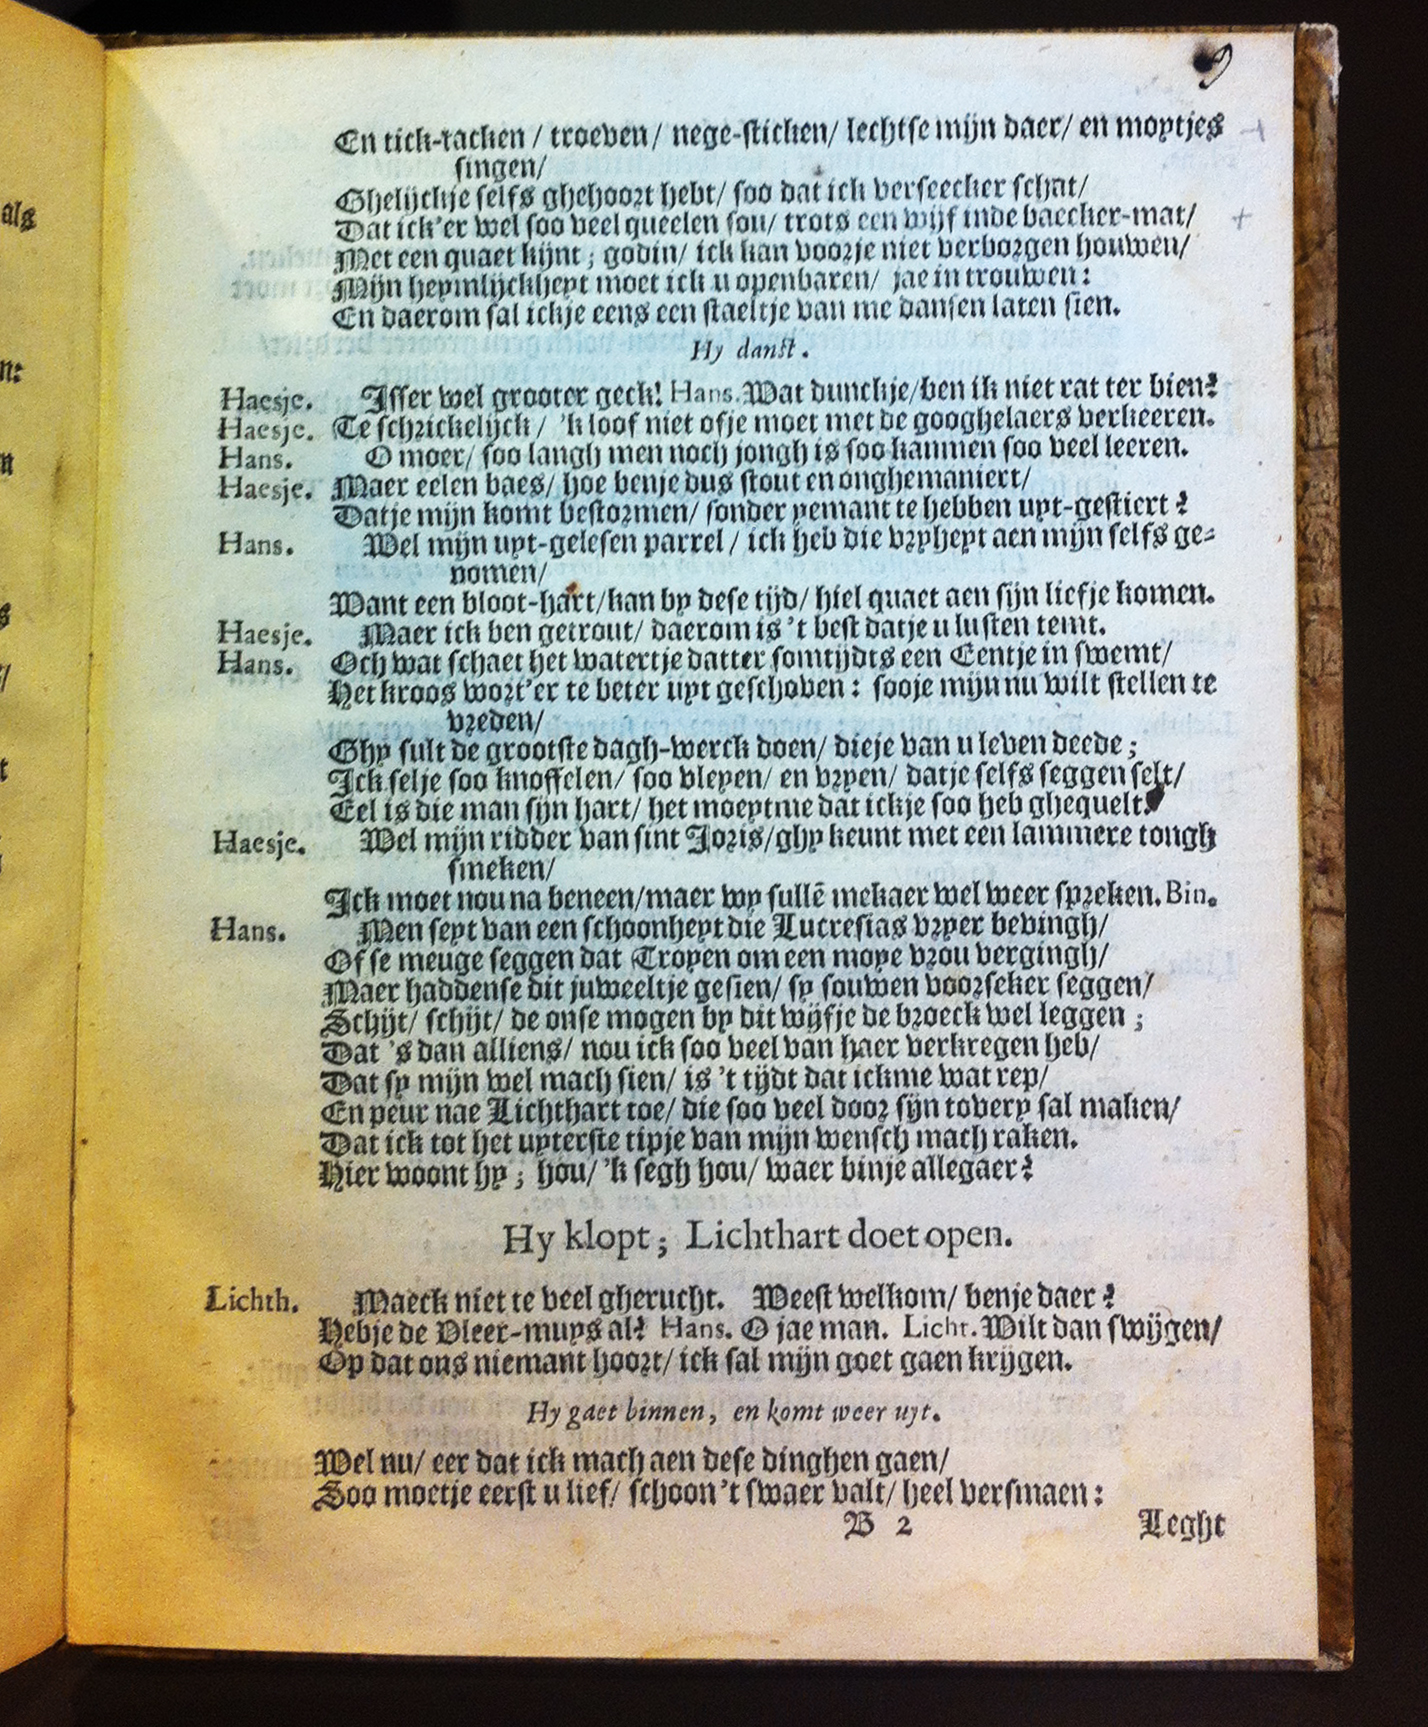 9
En tick-tacken / troeven / nege-sticken / lechtse mijn daer / en moytjes
singen /
Ghelijckje selfs ghehoort hebt / soo dat ick verseecker schat /
Dat ick'er wel soo veel queelen sou / trots een wijf inde baecker-mat /
Met een quaet kijnt ; godin / ick kan voorje niet verborgen houwen /
Mijn heymlijckheyt moet ick u openbaren / jae in trouwen :
En daerom sal ickje eens een staeltje van me dansen laten sien.
Hy danst.
Haesje. Isser wel grooter geck! Hans. Wat dunckje / ben ik niet rat ter bien?
Haesje. Te schrickelijck / 'k loof niet ofje moet met de googhelaers verkeeren.
Hans. O moer / soo langh men noch jongh is soo kanmen soo veel leeren.
Haesje. Maer eelen baes / hoe benje dus stout en onghemaniert /
Datje mijn komt bestormen / sonder yemant te hebben uyt-gestiert ?
Hans. Wel mijn uyt-gelesen parrel / ick heb die vryheyt aen mijn selfs ge-
nomen /
Want een bloot-hart / kan by dese tijd / hiel quaet aen sijn liefje komen.
Haesje. Maer ick ben getrout / daerom is 't best datje u lusten temt.
Hans. Och wat schaet het watertje datter somtijdts een Eentje in swemt /
Het kroos wort'er te beter uyt geschoven : sooje mijn nu wilt stellen te
vreden /
Ghy sult de grootste dagh-werck doen / dieje van u leven deede ;
Ick selje soo knoffelen / soo vleyen / en vryen / datje selfs seggen selt /
Eel is die man sijn hart / het moeytme dat ickje soo heb ghequelt.
Haesje. Wel mijn ridder van sint Joris / ghy keunt met een lammere tongh
smeken /
Ick moet nou na beneen / maer wy sullē mekaer wel weer spreken. Bin.
Hans. Men seyt van een schoonheyt die Lucresias vryer bevingh /
Of se meuge seggen dat Troyen om een moye vrou vergingh /
Maer haddense dit juweeltje gesien / sy souwen voorseker seggen /
Schijt / schijt / de onse mogen by dit wijfje de broeck wel leggen ;
Dat 's dan alliens / nou ick soo veel van haer verkregen heb /
Dat sy mijn wel mach sien / is 't tijdt dat ickme wat rep /
En peur nae Lichthart toe / die soo veel door sijn tovery sal maken /
Dat ick tot het uyterste tipje van mijn wensch mach raken.
Hier woont hy ; hou / 'k segh hou / waer binje allegaer ?
Hy klopt ; Lichthart doet open.
Lichth. Maeck niet te veel gherucht. Weest welkom / benje daer ?
Hebje de Vleer-muys al? Hans. O jae man. Licht. Wilt dan swijgen /
Op dat ons niemant hoort / ick sal mijn goet gaen krijgen.
Hy gaet binnen, en komt weer uyt.
Wel nu / eer dat ick mach aen dese dinghen gaen /
Soo moetje eerst u lief / schoon 't swaer valt / heel versmaen :
B 2 Leght
als
n:
n
s
/
t